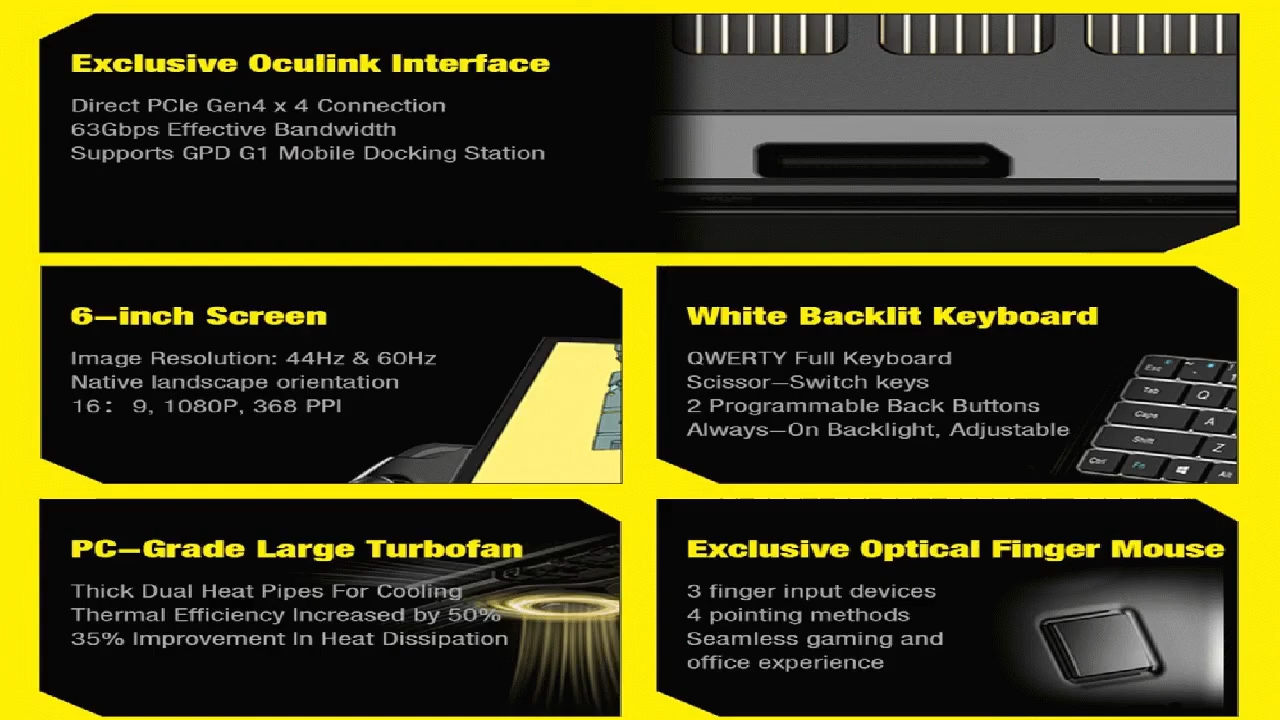 Exclusive Oculink Interface
Direct PCIe Gen4 x 4 Connection
63Gbps Effective Bandwidth
Supports GPD G1 Mobile Docking Station
6–inch Screen
Image Resolution: 44Hz & 60Hz
Native landscape orientation
16： 9, 1080P, 368 PPI
White Backlit Keyboard
QWERTY Full Keyboard
Scissor–Switch keys
2 Programmable Back Buttons
Always–On Backlight, Adjustable
Esc
Tab Q
Caps A
Shift Z
Ctrl Fn Alt
PC–Grade Large Turbofan
Thick Dual Heat Pipes For Cooling
Thermal Efficiency Increased by 50%
35% Improvement In Heat Dissipation
Exclusive Optical Finger Mouse
3 finger input devices
4 pointing methods
Seamless gaming and
office experience